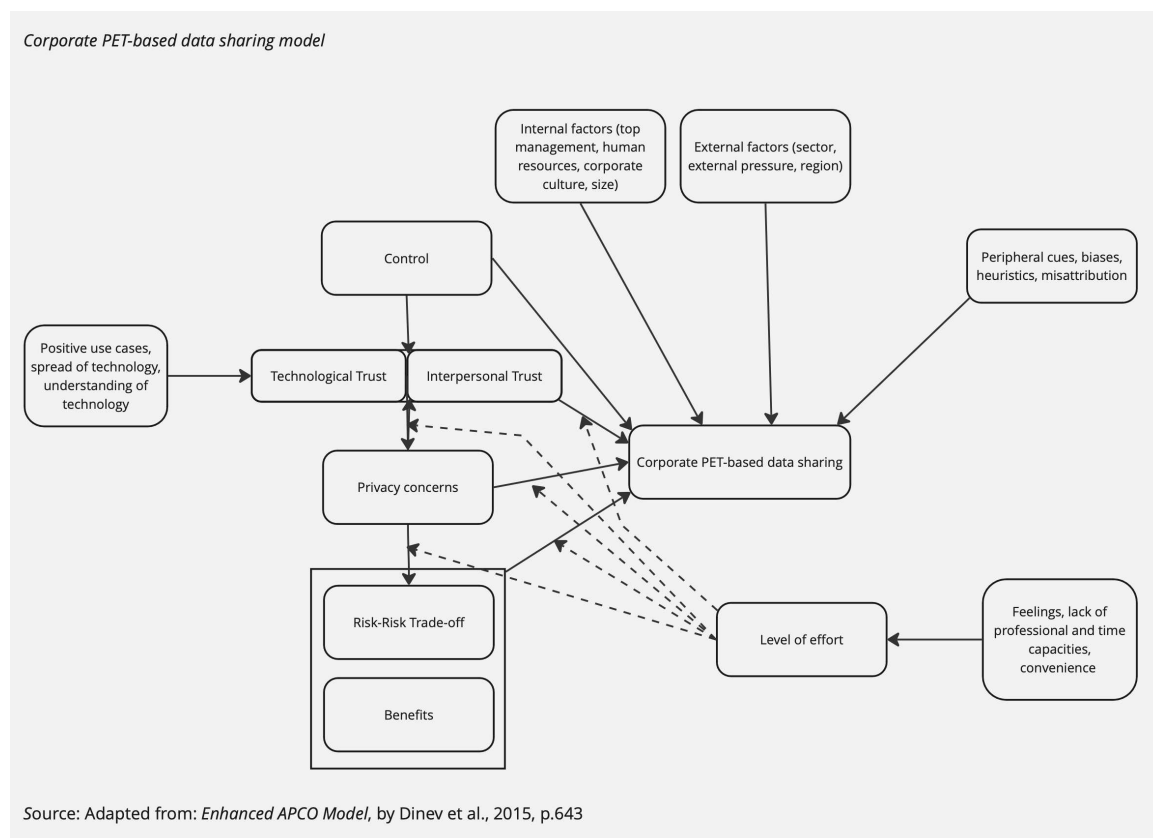 Corporate PET-based data sharing model
Internal factors (top
management, human
resources, corporate
culture, size)
External factors (sector,
external pressure, region)
Control
Peripheral cues, biases,
heuristics, misattribution
Positive use cases,
spread of technology,
understanding of
technology
Technological Trust
Interpersonal Trust
Corporate PET-based data sharing
Privacy concerns
Risk-Risk Trade-off
Level of effort
Feelings, lack of
professional and time
capacities,
convenience
Benefits
Source: Adapted from: Enhanced APCO Model, by Dinev et al., 2015, p.643